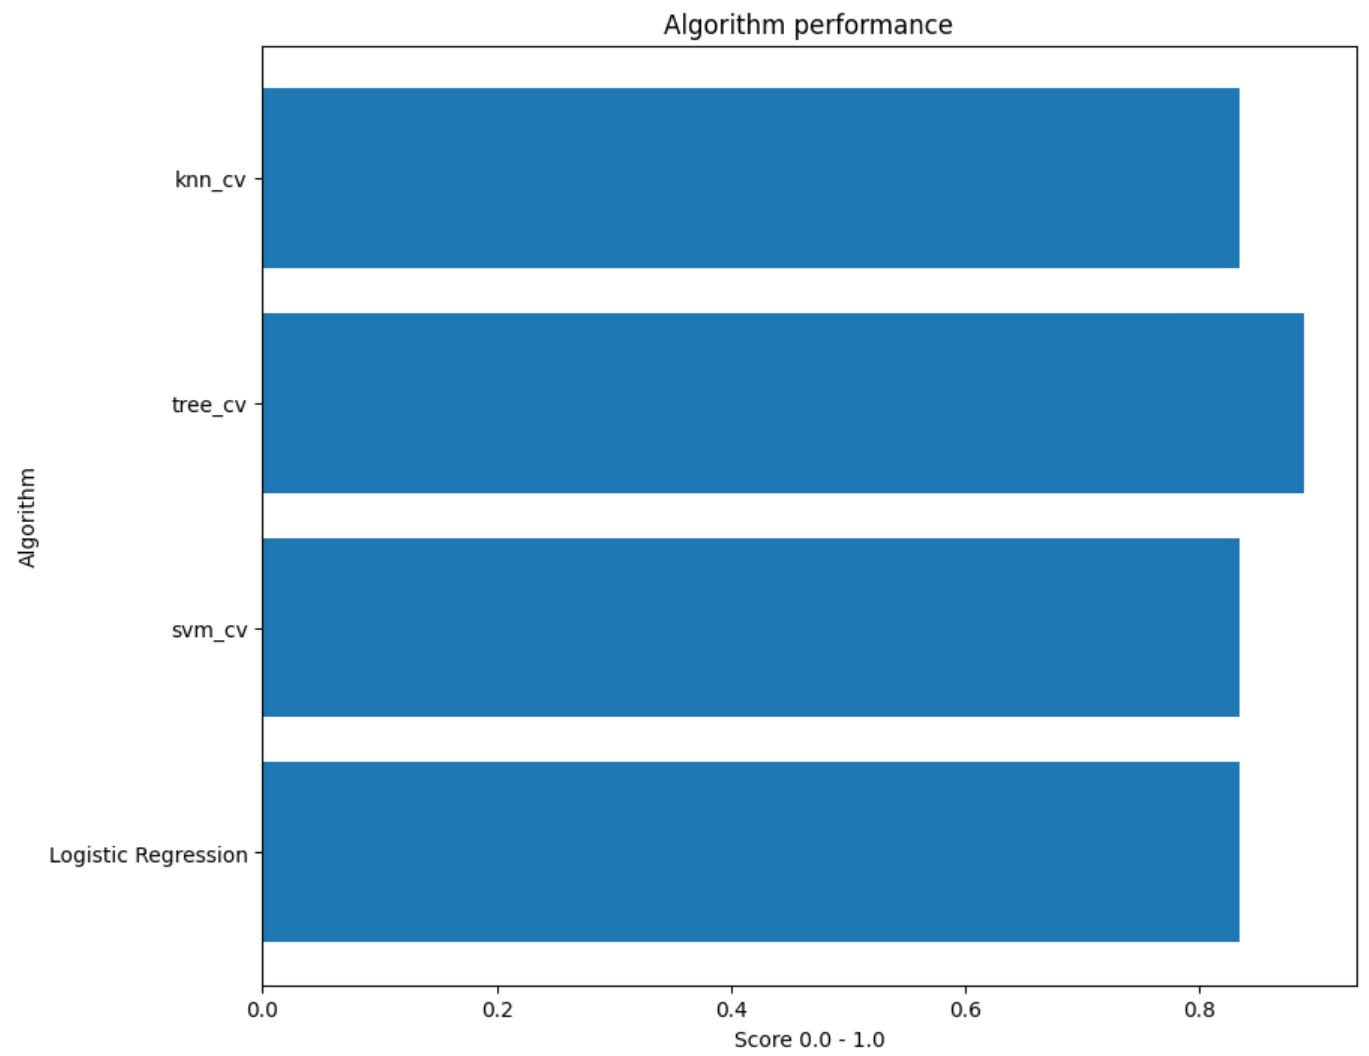 Algorithm performance
knn_cv
tree_cv
svm_cv
Logistic Regression
Algorithm
0.0 0.2 0.4 0.6 0.8
Score 0.0 - 1.0